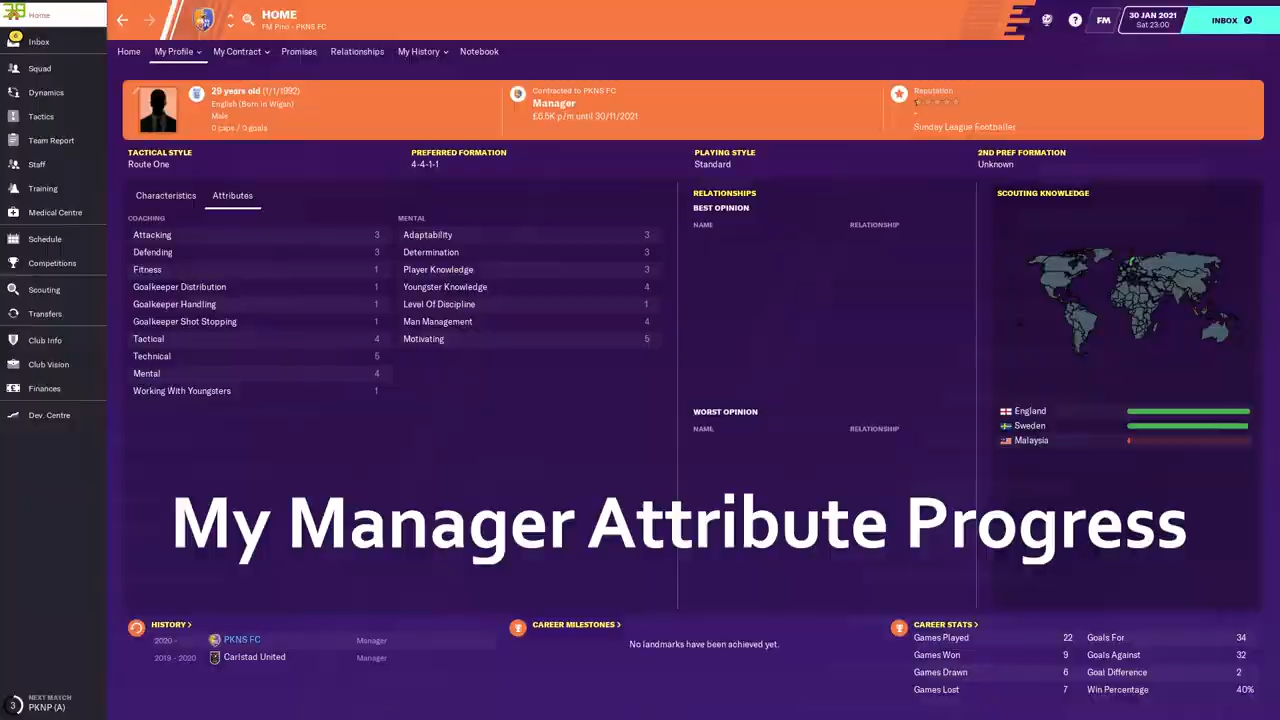 39
Home
HOME
FM Pino - PKNS FC
?
FM
30 JAN 2021
Sat 23:00
INBOX
6
Inbox
Squad
Dynamics
Tactics
Team Report
Staff
Training
Medical Centre
Schedule
Competitions
Scouting
Transfers
Club Info
Club Vision
Finances
Dev. Centre
NEXT MATCH
3
PKNP (A)
Home My Profile My Contract Promises Relationships My History Notebook
29 years old (1/1/1992)
English (Born in Wigan)
Male
0 caps / 0 goals
Contracted to PKNS FC
Manager
£6.5K p/m until 30/11/2021
Reputation
-
Sunday League Footballer
TACTICAL STYLE
Route One
PREFERRED FORMATION
4-4-1-1
PLAYING STYLE
Standard
2ND PREF FORMATION
Unknown
Characteristics Attributes
COACHING
Attacking 3
Defending 3
Fitness 1
Goalkeeper Distribution 1
Goalkeeper Handling 1
Goalkeeper Shot Stopping 1
Tactical 4
Technical 5
Mental 4
Working With Youngsters 1
MENTAL
Adaptability 3
Determination 3
Player Knowledge 3
Youngster Knowledge 4
Level Of Discipline 1
Man Management 4
Motivating 5
RELATIONSHIPS
BEST OPINION
NAME RELATIONSHIP
WORST OPINION
NAME RELATIONSHIP
SCOUTING KNOWLEDGE
England
Sweden
Malaysia
My Manager Attribute Progress
HISTORY >
2020 - PKNS FC Manager
2019 - 2020 Carlstad United Manager
CAREER MILESTONES >
No landmarks have been achieved yet.
CAREER STATS >
Games Played 22 Goals For 34
Games Won 9 Goals Against 32
Games Drawn 6 Goal Difference 2
Games Lost 7 Win Percentage 40%